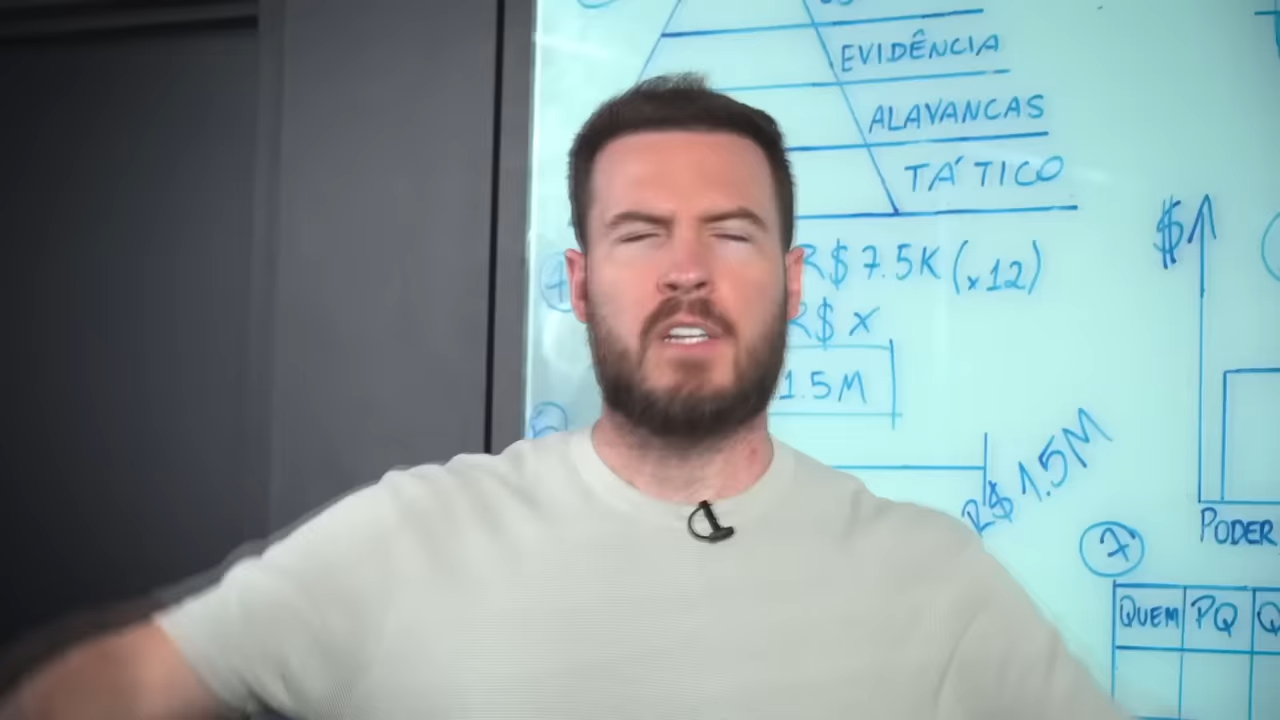 EVIDÊNCIA
ALAVANCAS
TÁTICO
R$ 7.5K (x12)
R$ X
1.5M
R$ 1.5M
$
PODER
7
QUEM PQ Q